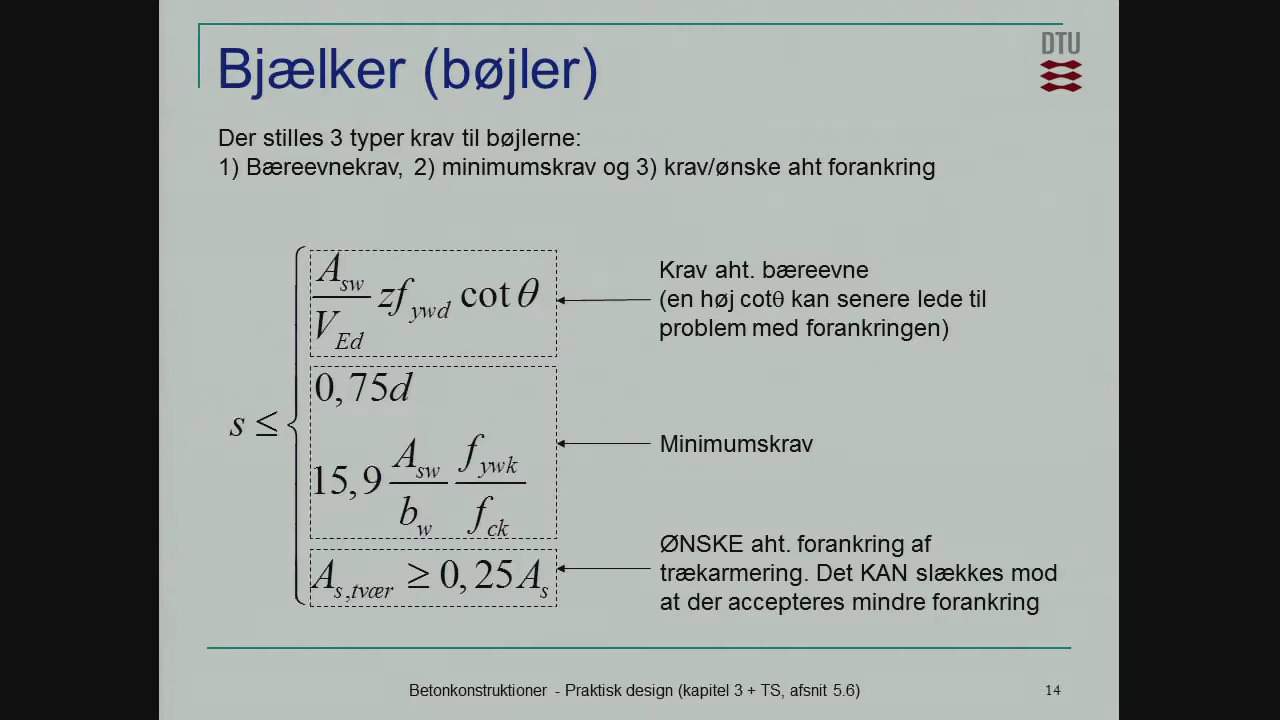 Bjælker (bøjler)
DTU
Der stilles 3 typer krav til bøjlerne:
1) Bæreevnekrav, 2) minimumskrav og 3) krav/ønske aht forankring
s ≤
A_sw / V_Ed z f_ywd cot θ
Krav aht. bæreevne
(en høj cotθ kan senere lede til
problem med forankringen)
0,75d
15,9 A_sw / b_w f_ywk / f_ck
Minimumskrav
A_s,tvær ≥ 0,25 A_s
ØNSKE aht. forankring af
trækarmering. Det KAN slækkes mod
at der accepteres mindre forankring
Betonkonstruktioner - Praktisk design (kapitel 3 + TS, afsnit 5.6)
14